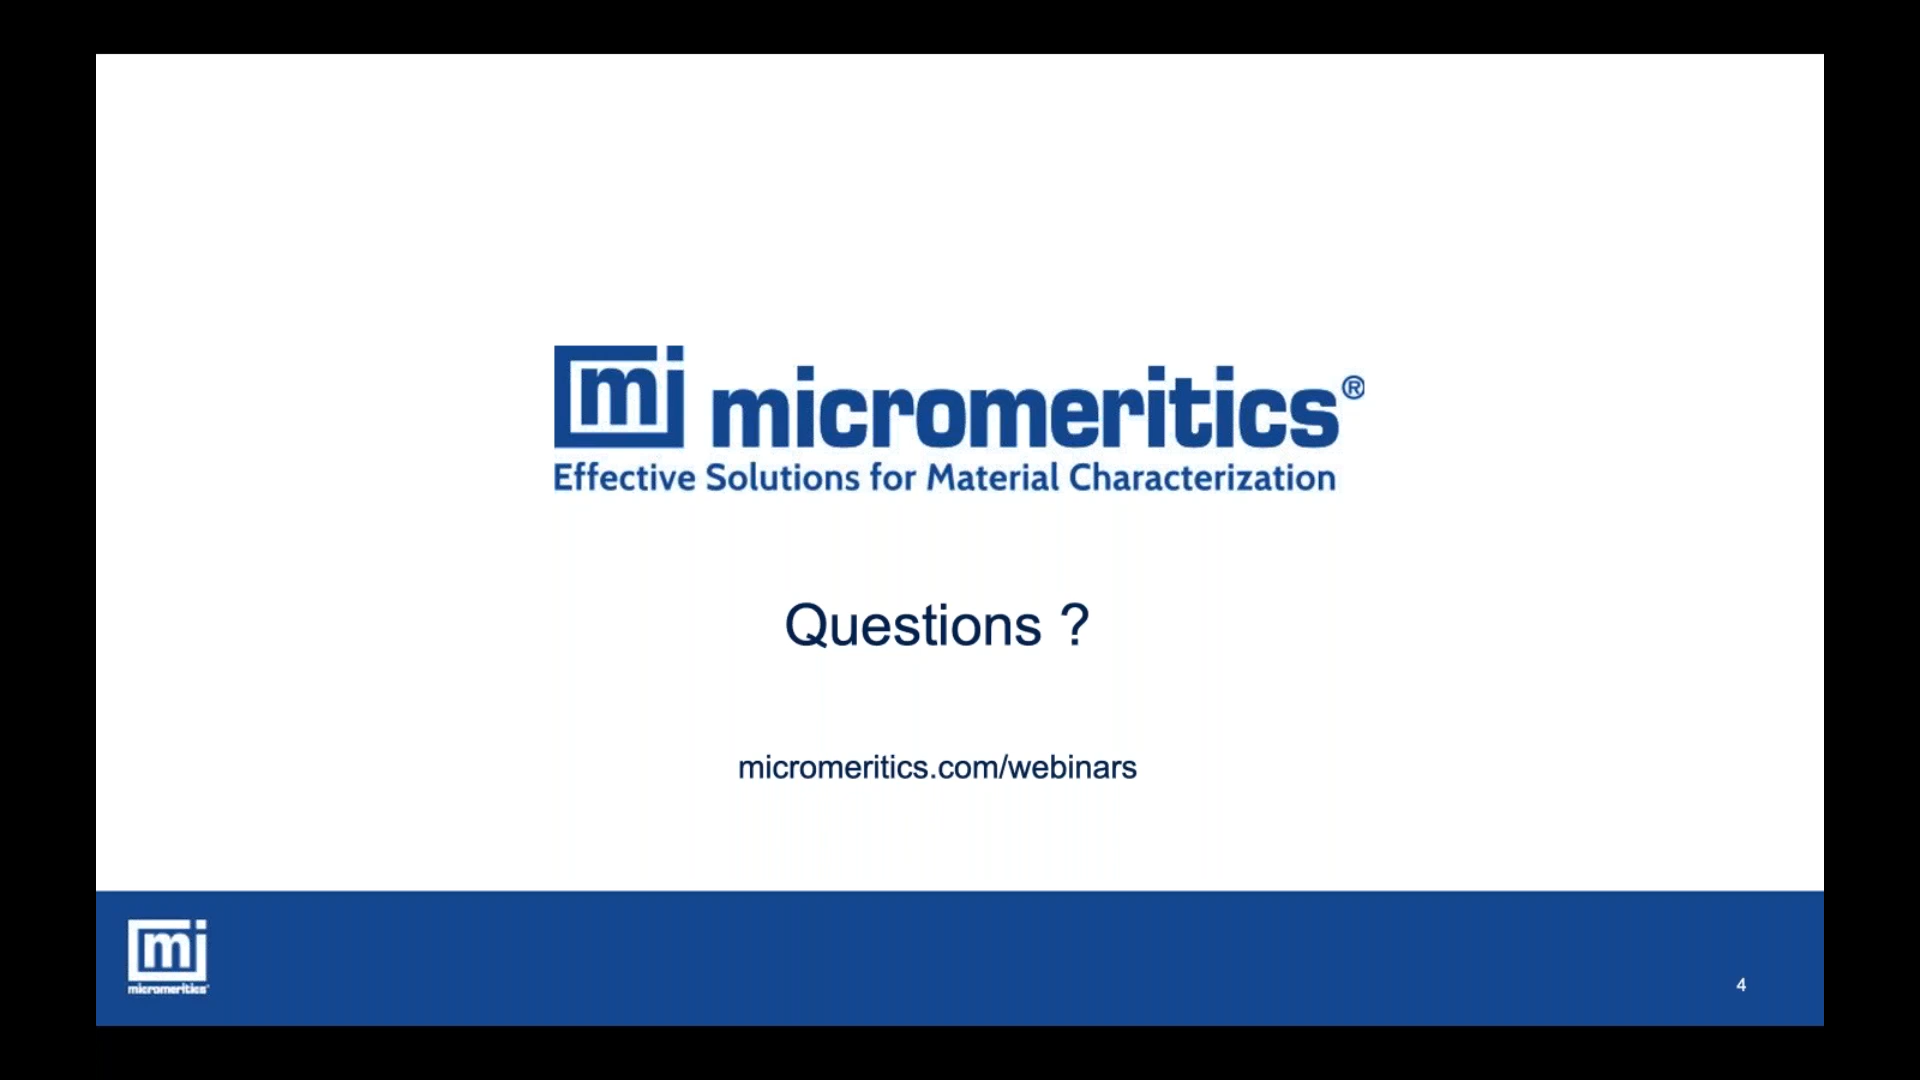 mi micromeritics®
Effective Solutions for Material Characterization
Questions ?
micromeritics.com/webinars
mi
micromeritics®
4